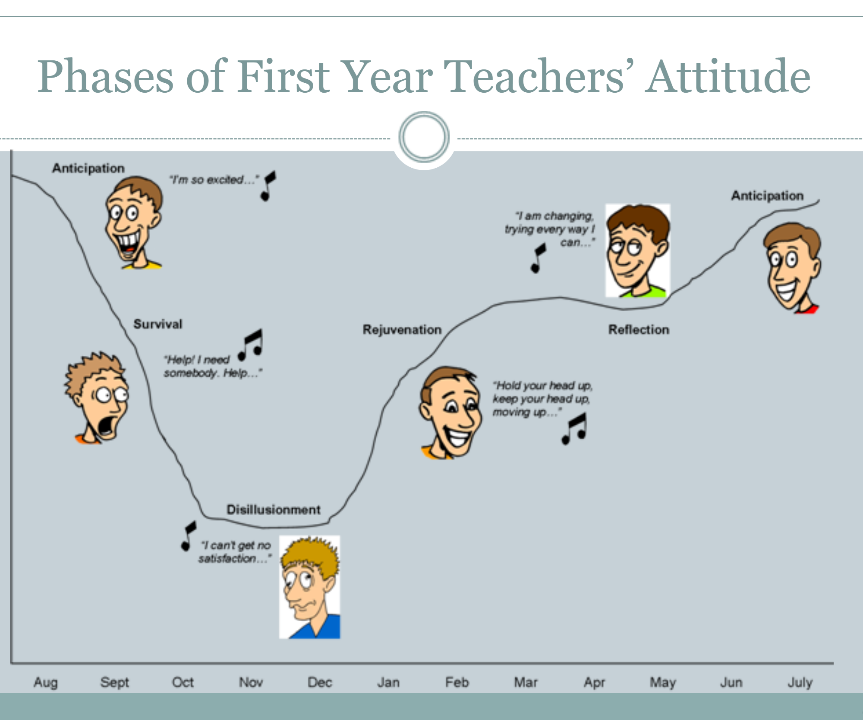 Phases of First Year Teachers’ Attitude
Anticipation
"I'm so excited..."
Survival
"Help! I need
somebody. Help..."
Disillusionment
"I can't get no
satisfaction..."
Rejuvenation
"Hold your head up,
keep your head up,
moving up..."
"I am changing,
trying every way I
can..."
Reflection
Anticipation
Aug Sept Oct Nov Dec Jan Feb Mar Apr May Jun July